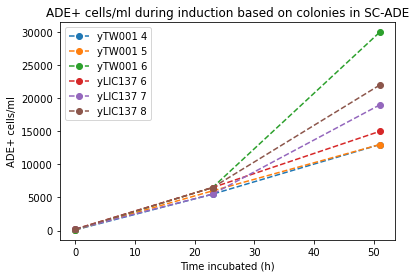 ADE+ cells/ml during induction based on colonies in SC-ADE
yTW001 4
yTW001 5
yTW001 6
yLIC137 6
yLIC137 7
yLIC137 8
30000
25000
20000
15000
10000
5000
0
ADE+ cells/ml
0 10 20 30 40 50
Time incubated (h)